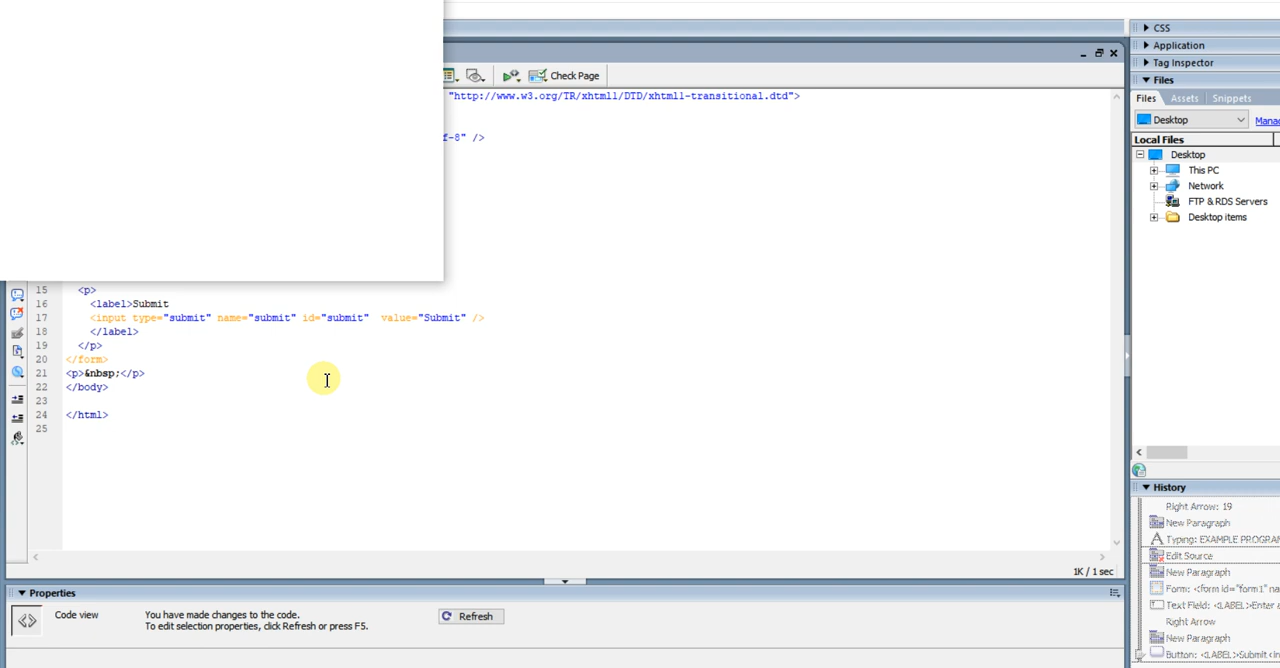 CSS
Application
Tag Inspector
Files
Check Page
Files Assets Snippets
"http://www.w3.org/TR/xhtml1/DTD/xhtml1-transitional.dtd">
Desktop
Local Files
f-8" />
Desktop
This PC
Network
FTP & RDS Servers
Desktop items
15 <p>
16 <label>Submit
17 <input type="submit" name="submit" id="submit"  value="Submit" />
18 </label>
19 </p>
20 </form>
21 <p>&nbsp;</p>
22 </body>
23
24 </html>
25
1K / 1 sec
History
Right Arrow: 19
New Paragraph
Typing: EXAMPLE PROGRAM
Edit Source
New Paragraph
Form: <form id="form1" na
Text Field: <LABEL>Enter a
Right Arrow
New Paragraph
Button: <LABEL>Submit<in
Properties
Code view
You have made changes to the code.
To edit selection properties, click Refresh or press F5.
Refresh